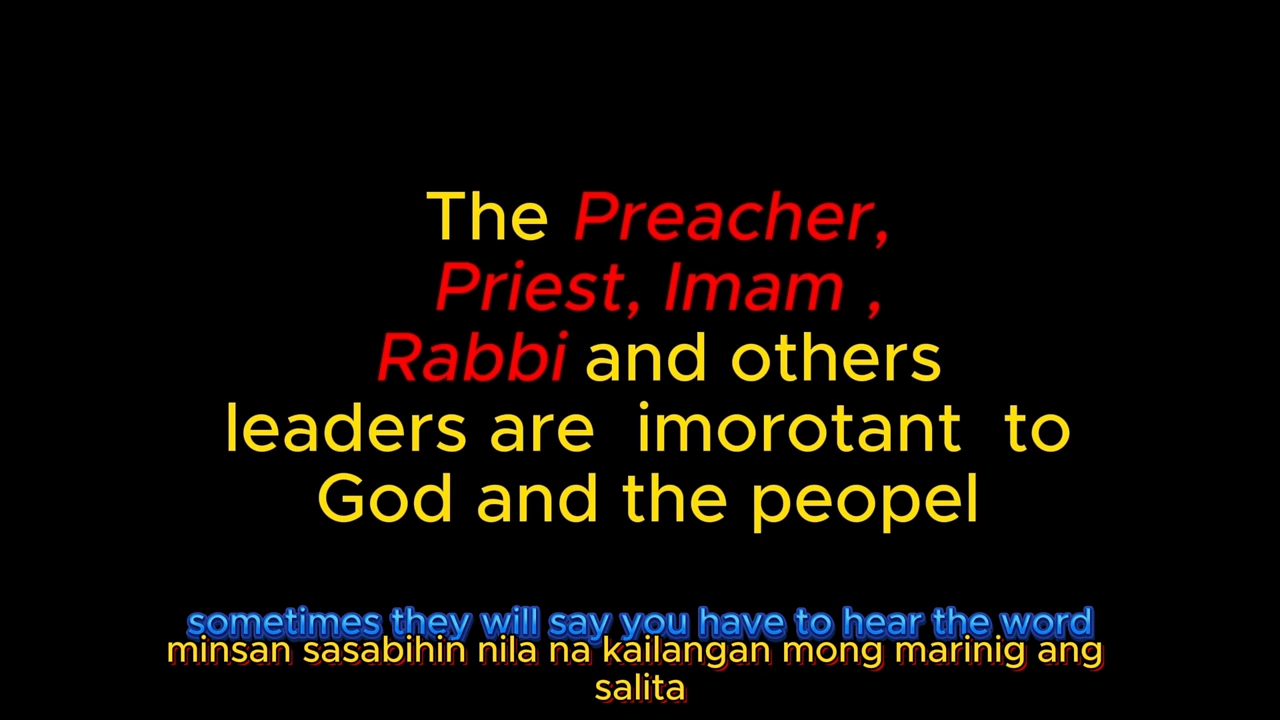 The Preacher,
Priest, Imam ,
Rabbi and others
leaders are imorotant to
God and the peopel
sometimes they will say you have to hear the word
minsan sasabihin nila na kailangan mong marinig ang
salita